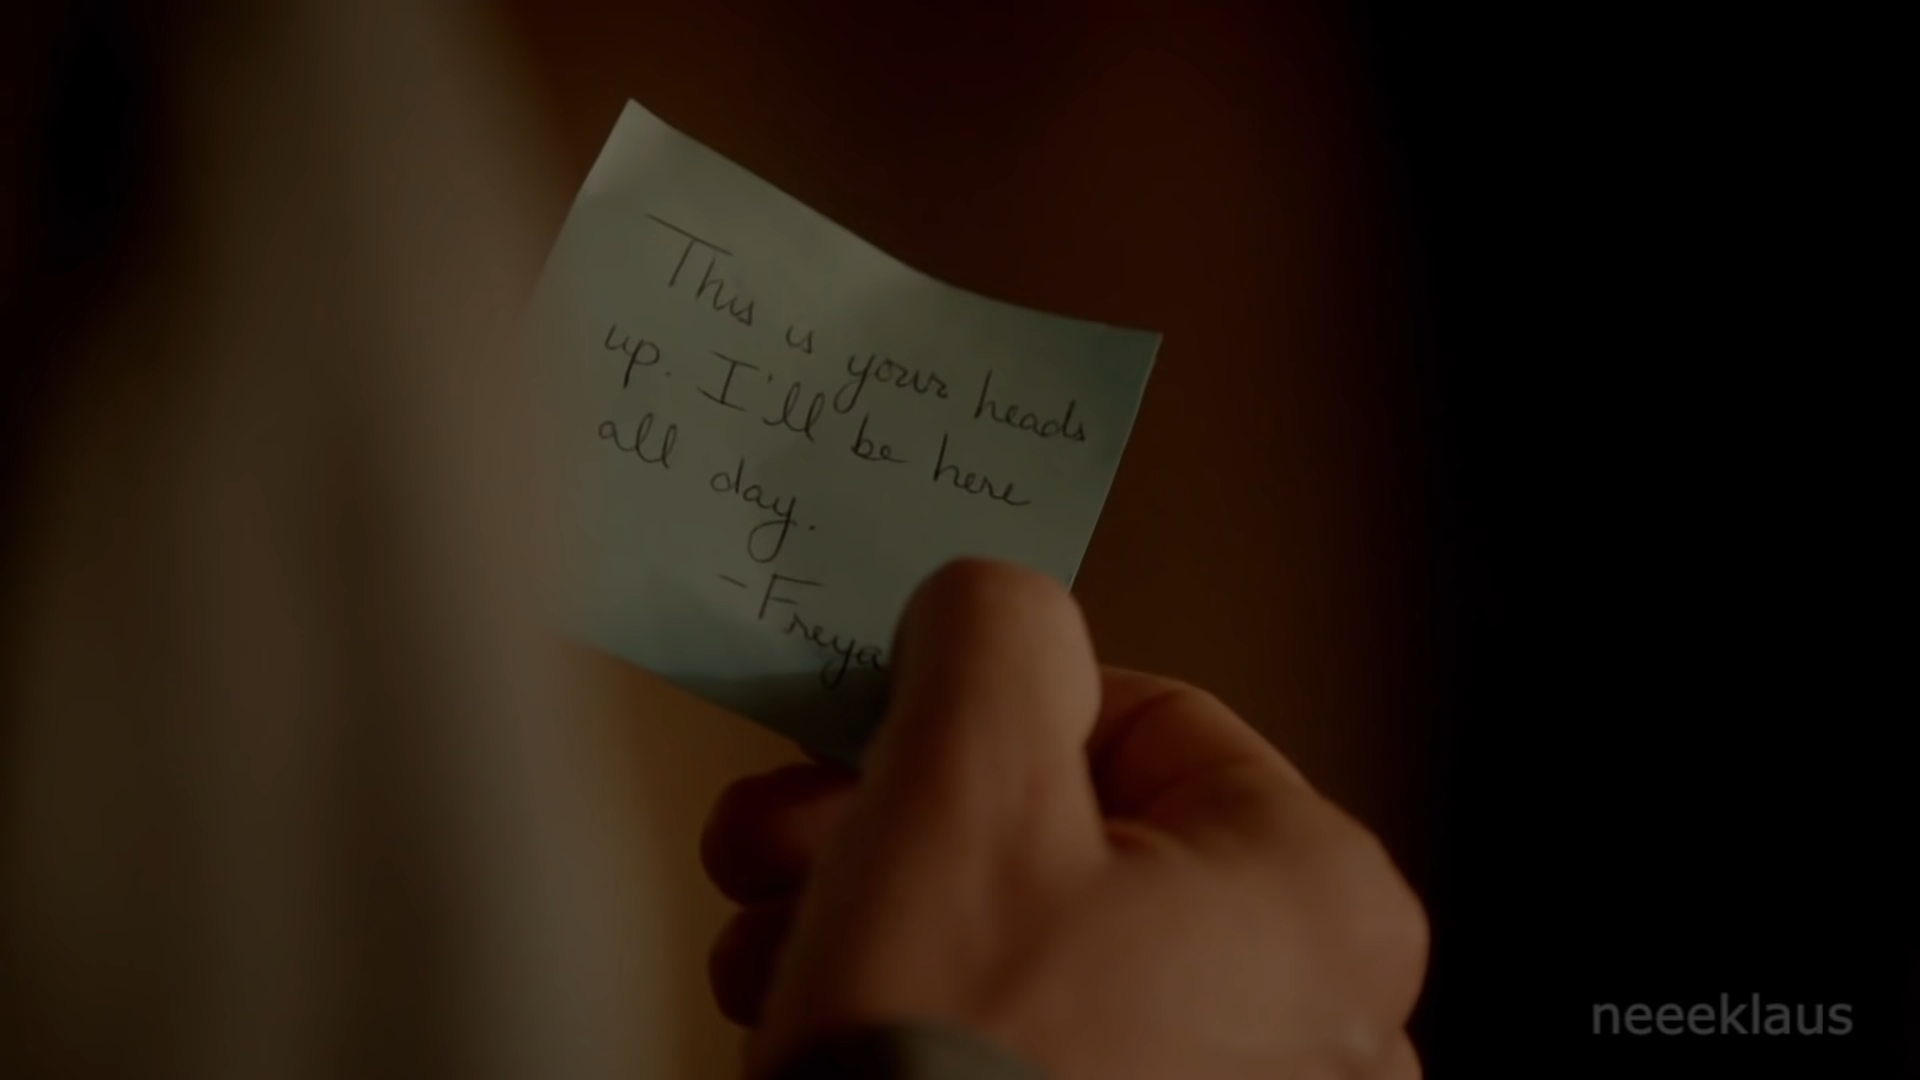 This is your heads
up. I'll be here
all day.
-Freya
neeeklaus